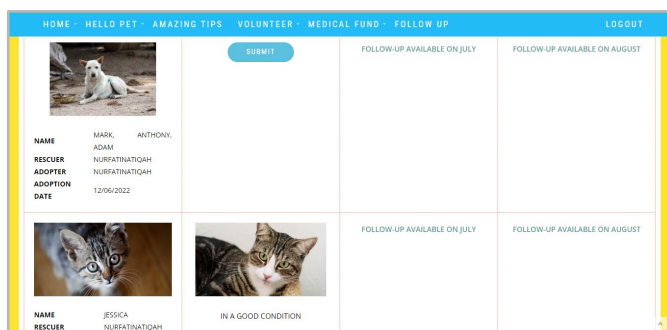 HOME - HELLO PET - AMAZING TIPS VOLUNTEER - MEDICAL FUND - FOLLOW UP LOGOUT
SUBMIT FOLLOW-UP AVAILABLE ON JULY FOLLOW-UP AVAILABLE ON AUGUST
NAME MARK, ANTHONY, ADAM
RESCUER NURFATINATIQAH
ADOPTER NURFATINATIQAH
ADOPTION DATE 12/06/2022
FOLLOW-UP AVAILABLE ON JULY FOLLOW-UP AVAILABLE ON AUGUST
IN A GOOD CONDITION
NAME JESSICA
RESCUER NURFATINATIQAH